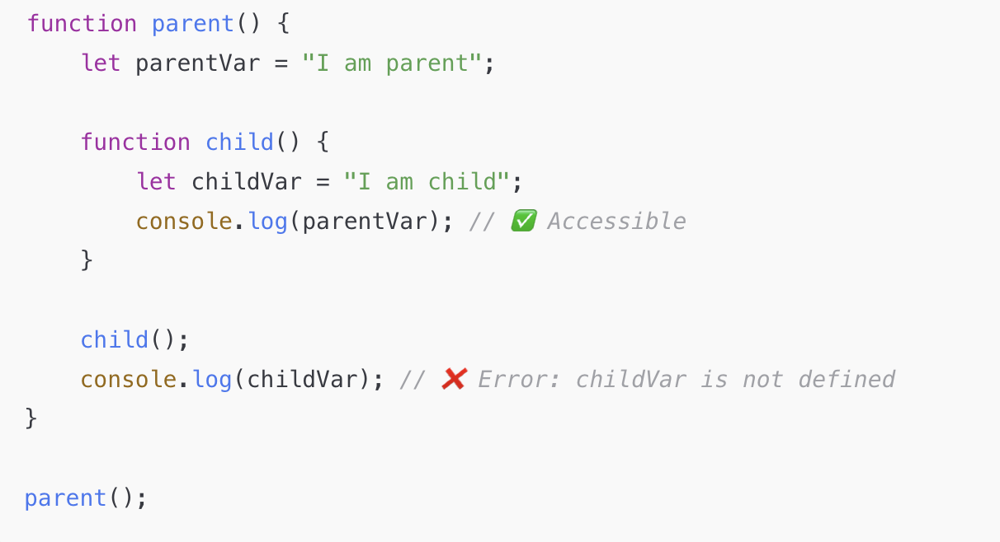 function parent() {
    let parentVar = "I am parent";
    function child() {
        let childVar = "I am child";
        console.log(parentVar); // ✅ Accessible
    }
    child();
    console.log(childVar); // ❌ Error: childVar is not defined
}
parent();